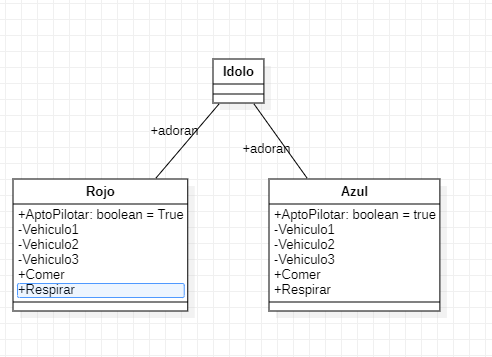 Idolo
+adoran
+adoran
Rojo
+AptoPilotar: boolean = True
-Vehiculo1
-Vehiculo2
-Vehiculo3
+Comer
+Respirar
Azul
+AptoPilotar: boolean = true
-Vehiculo1
-Vehiculo2
-Vehiculo3
+Comer
+Respirar